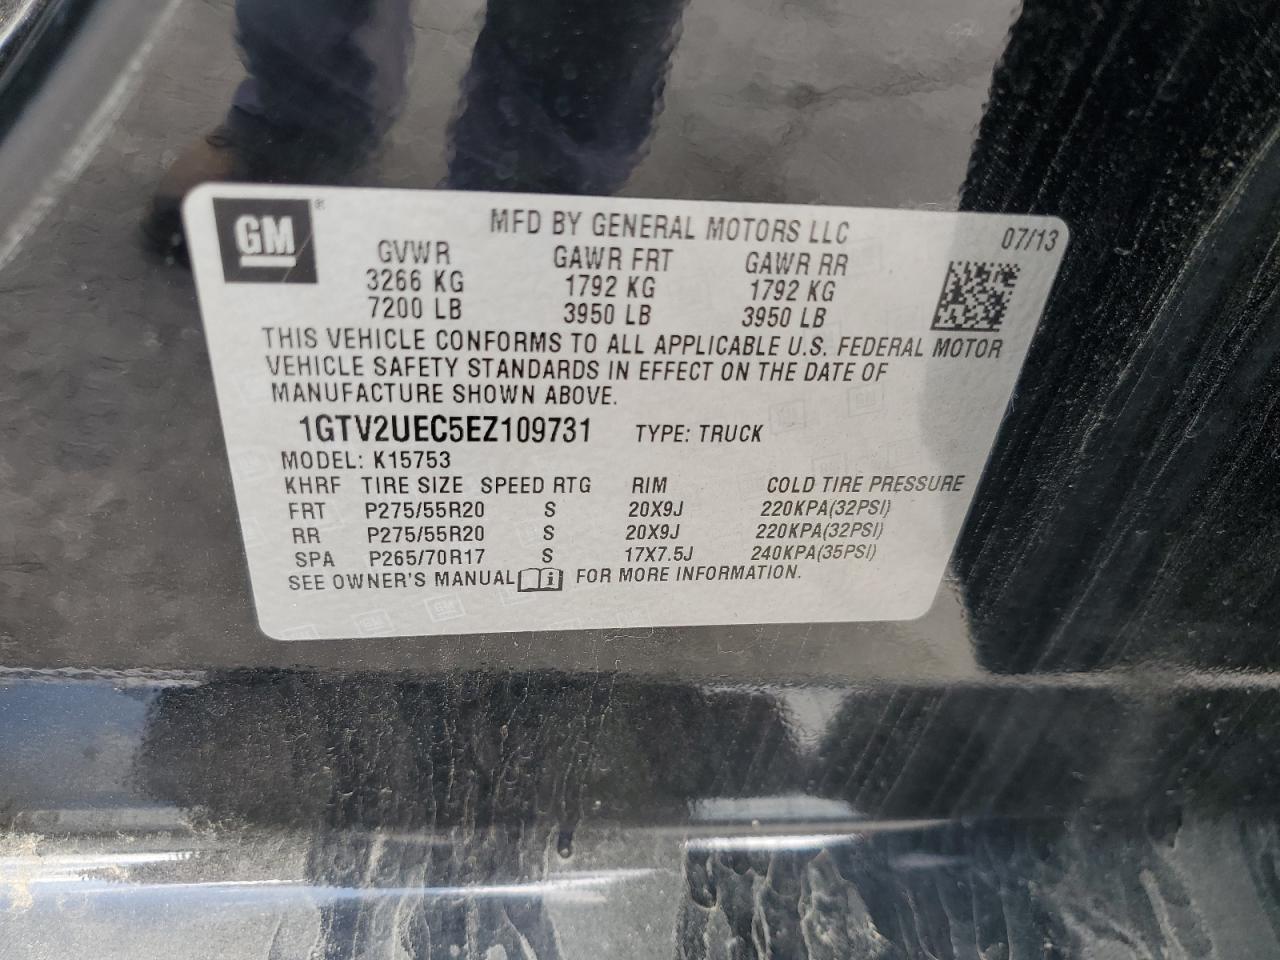 GM®
MFD BY GENERAL MOTORS LLC 07/13
GVWR GAWR FRT GAWR RR
3266 KG 1792 KG 1792 KG
7200 LB 3950 LB 3950 LB
THIS VEHICLE CONFORMS TO ALL APPLICABLE U.S. FEDERAL MOTOR
VEHICLE SAFETY STANDARDS IN EFFECT ON THE DATE OF
MANUFACTURE SHOWN ABOVE.
1GTV2UEC5EZ109731 TYPE: TRUCK
MODEL: K15753
KHRF TIRE SIZE SPEED RTG RIM COLD TIRE PRESSURE
FRT P275/55R20 S 20X9J 220KPA(32PSI)
RR P275/55R20 S 20X9J 220KPA(32PSI)
SPA P265/70R17 S 17X7.5J 240KPA(35PSI)
SEE OWNER'S MANUAL i FOR MORE INFORMATION.